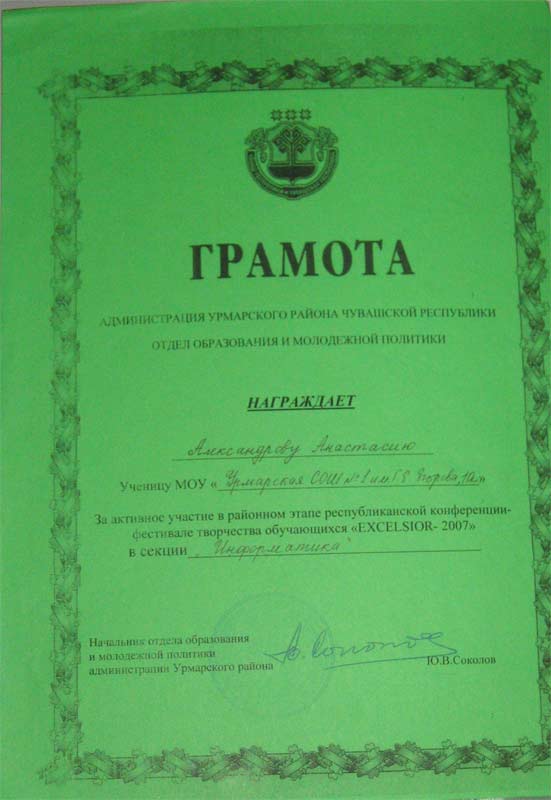 ГРАМОТА
АДМИНИСТРАЦИЯ УРМАРСКОГО РАЙОНА ЧУВАШСКОЙ РЕСПУБЛИКИ
ОТДЕЛ ОБРАЗОВАНИЯ И МОЛОДЕЖНОЙ ПОЛИТИКИ
НАГРАЖДАЕТ
Александрову Анастасию
Ученицу МОУ « Урмарская СОШ №1 им. Г.Е. Егорова, »
За активное участие в районном этапе республиканской конференции-
фестивале творчества обучающихся «EXCELSIOR- 2007»
в секции „Информатика"
Начальник отдела образования
и молодежной политики
администрации Урмарского района
Ю.В.Соколов